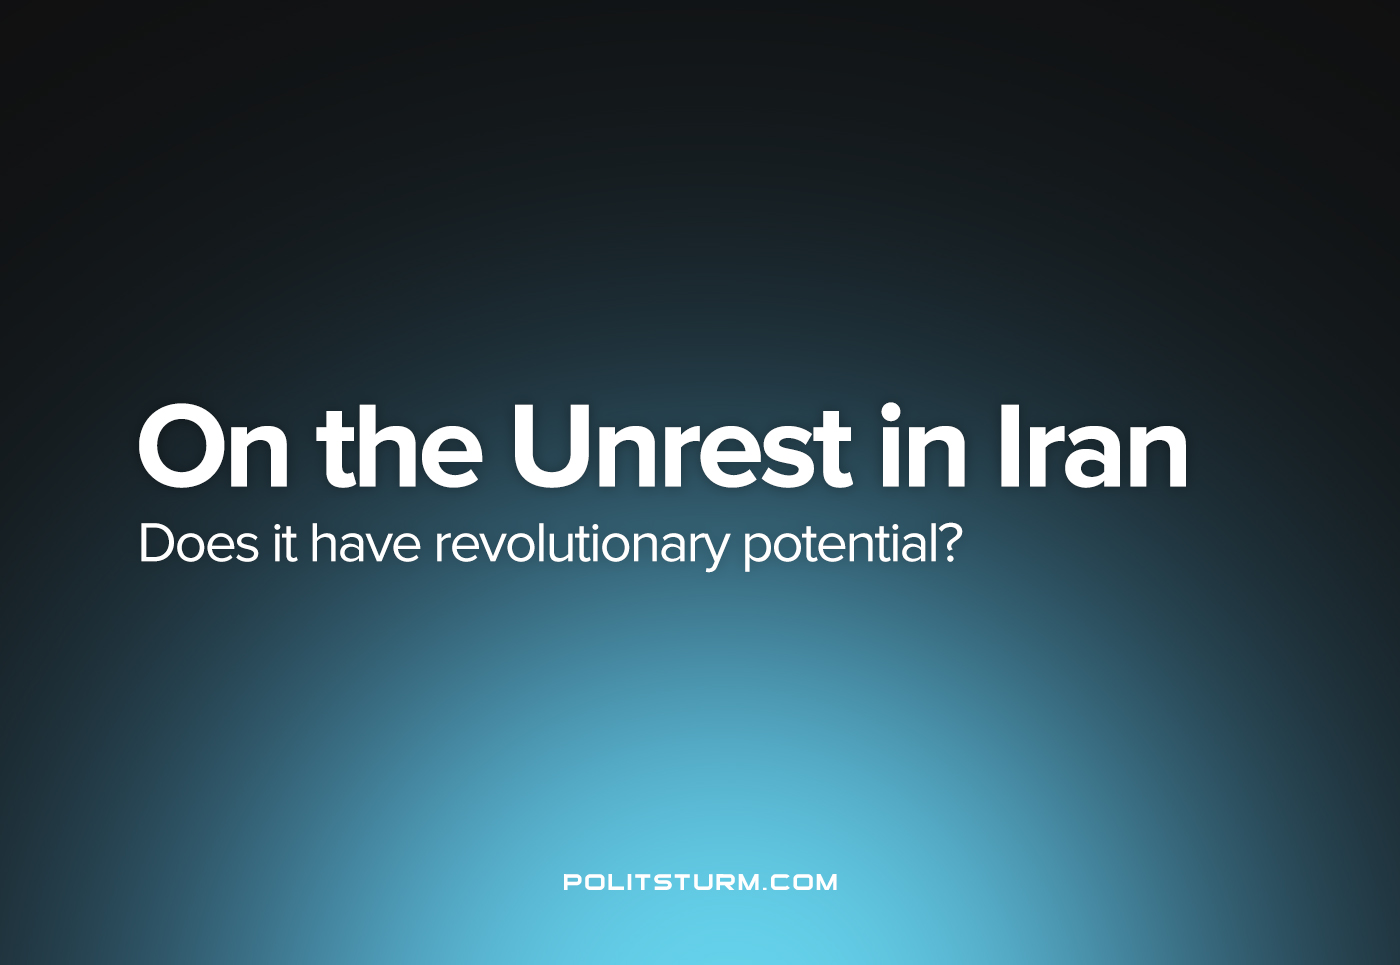 On the Unrest in Iran
Does it have revolutionary potential?
POLITSTURM.COM